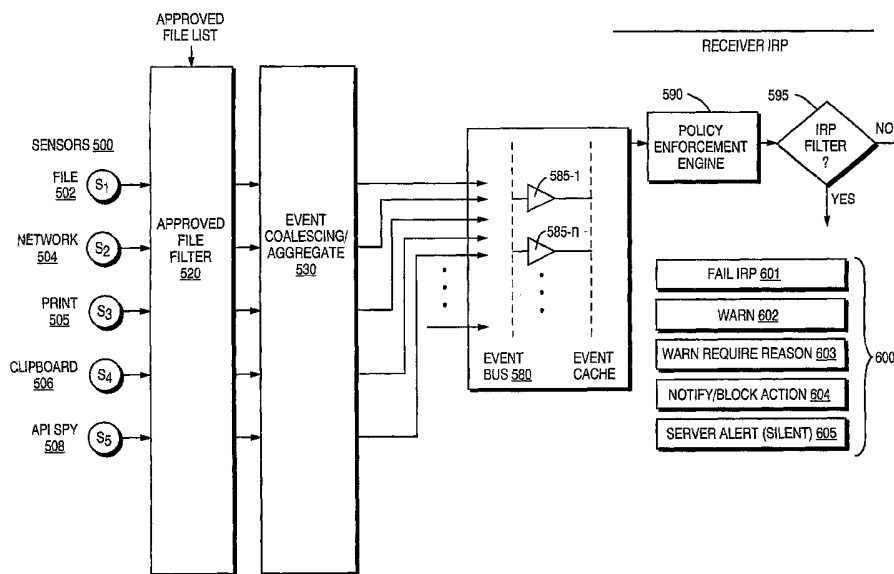 APPROVED
FILE LIST
SENSORS 500
FILE
502
S1
NETWORK
504
S2
PRINT
505
S3
CLIPBOARD
506
S4
API SPY
508
S5
APPROVED
FILE
FILTER
520
EVENT
COALESCING/
AGGREGATE
530
585-1
585-n
EVENT
BUS 580
EVENT
CACHE
RECEIVER IRP
590
POLICY
ENFORCEMENT
ENGINE
595
IRP
FILTER
?
NO
YES
FAIL IRP 601
WARN 602
WARN REQUIRE REASON 603
NOTIFY/BLOCK ACTION 604
SERVER ALERT (SILENT) 605
600